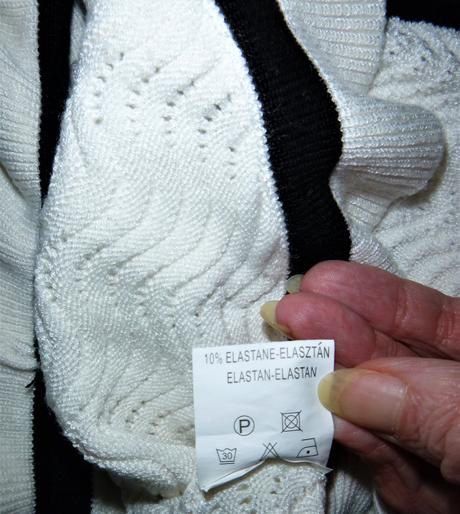 10% ELASTANE-ELASZTÁN
ELASTAN-ELASTAN
P
30